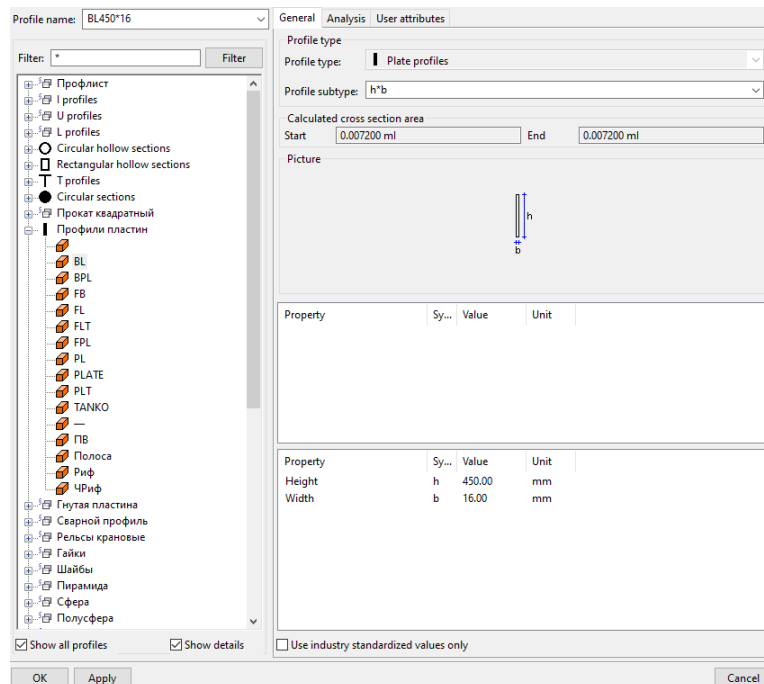 Profile name: BL450*16
Filter: * Filter
Профлист
I profiles
U profiles
L profiles
Circular hollow sections
Rectangular hollow sections
T profiles
Circular sections
Прокат квадратный
Профили пластин
BL
BPL
FB
FL
FLT
FPL
PL
PLATE
PLT
TANKO
—
ПВ
Полоса
Риф
ЧРиф
Гнутая пластина
Сварной профиль
Рельсы крановые
Гайки
Шайбы
Пирамида
Сфера
Полусфера
Show all profiles Show details
General Analysis User attributes
Profile type
Profile type: Plate profiles
Profile subtype: h*b
Calculated cross section area
Start 0.007200 ml End 0.007200 ml
Picture
h
b
Property Sy... Value Unit
Property Sy... Value Unit
Height h 450.00 mm
Width b 16.00 mm
Use industry standardized values only
OK Apply Cancel